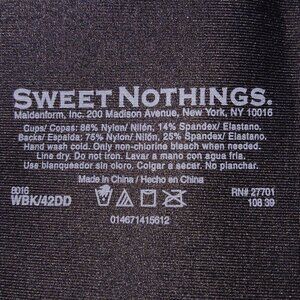 SWEET NOTHINGS.
Maidenform, Inc. 200 Madison Avenue, New York, NY 10016
Cups/ Copas: 86% Nylon/ Nilón, 14% Spandex/ Elastano.
Backs/ Espalda: 75% Nylon/ Nilón, 25% Spandex/ Elastano.
Hand wash cold. Only non-chlorine bleach when needed.
Line dry. Do not iron. Lavar a mano con agua fria.
Use blanqueador sin cloro. Colgar a secar. No planchar.
Made in China / Hecho en China
8016
WBK/42DD
RN# 27701
108 39
014671415612